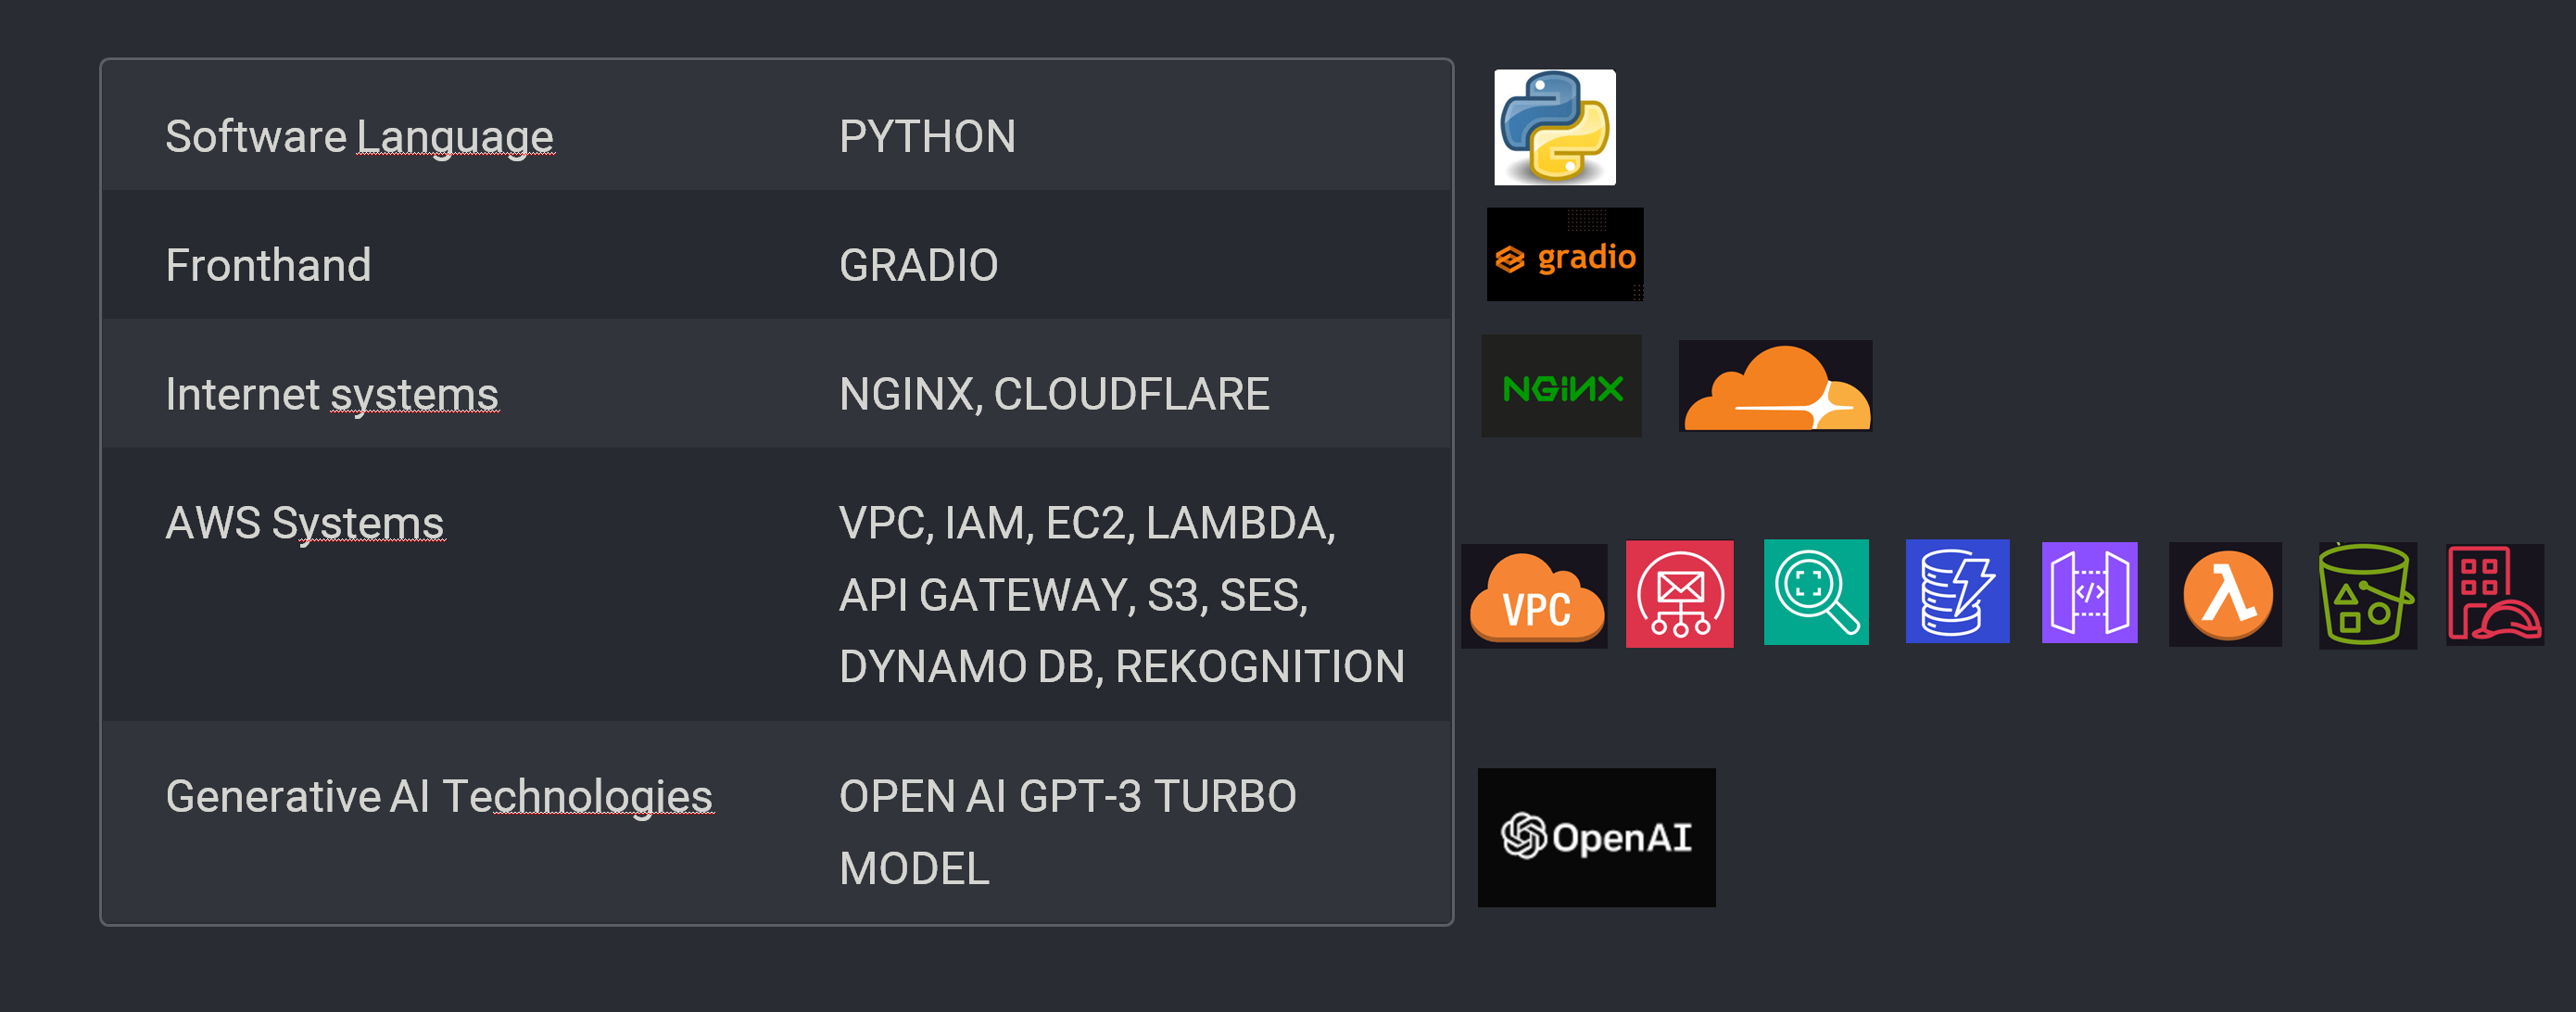 Software Language PYTHON
Fronthand GRADIO
gradio
Internet systems NGINX, CLOUDFLARE
NGiNX
AWS Systems VPC, IAM, EC2, LAMBDA,
API GATEWAY, S3, SES,
DYNAMO DB, REKOGNITION
VPC
</>
Generative AI Technologies OPEN AI GPT-3 TURBO
MODEL
OpenAI